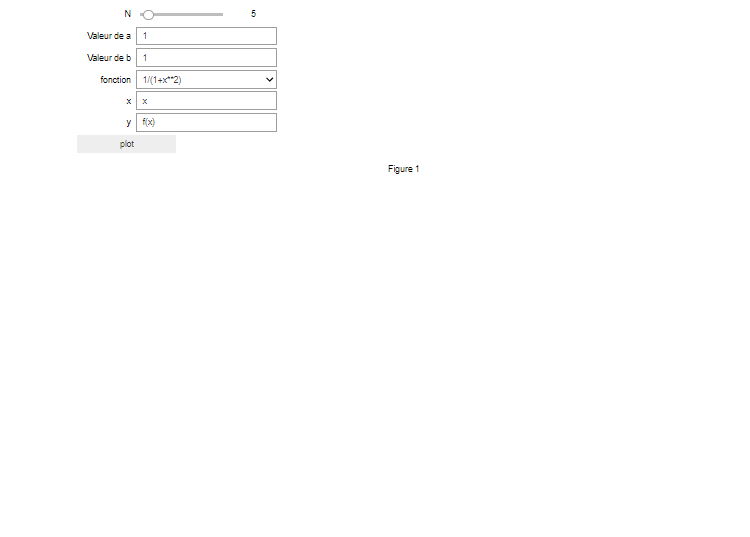 N 5
Valeur de a 1
Valeur de b 1
fonction 1/(1+x**2)
x x
y f(x)
plot
Figure 1